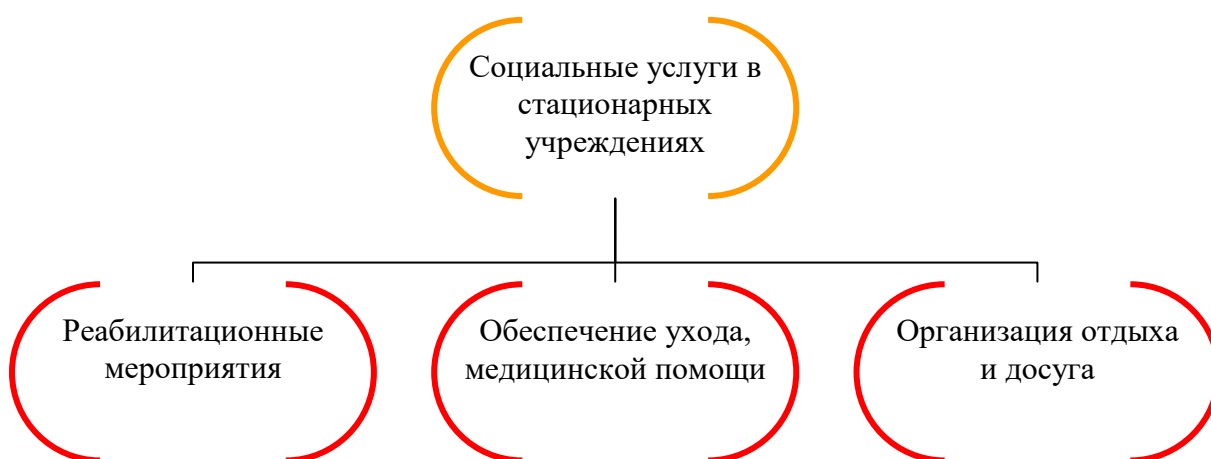 Социальные услуги в
стационарных
учреждениях
Реабилитационные
мероприятия
Обеспечение ухода,
медицинской помощи
Организация отдыха
и досуга